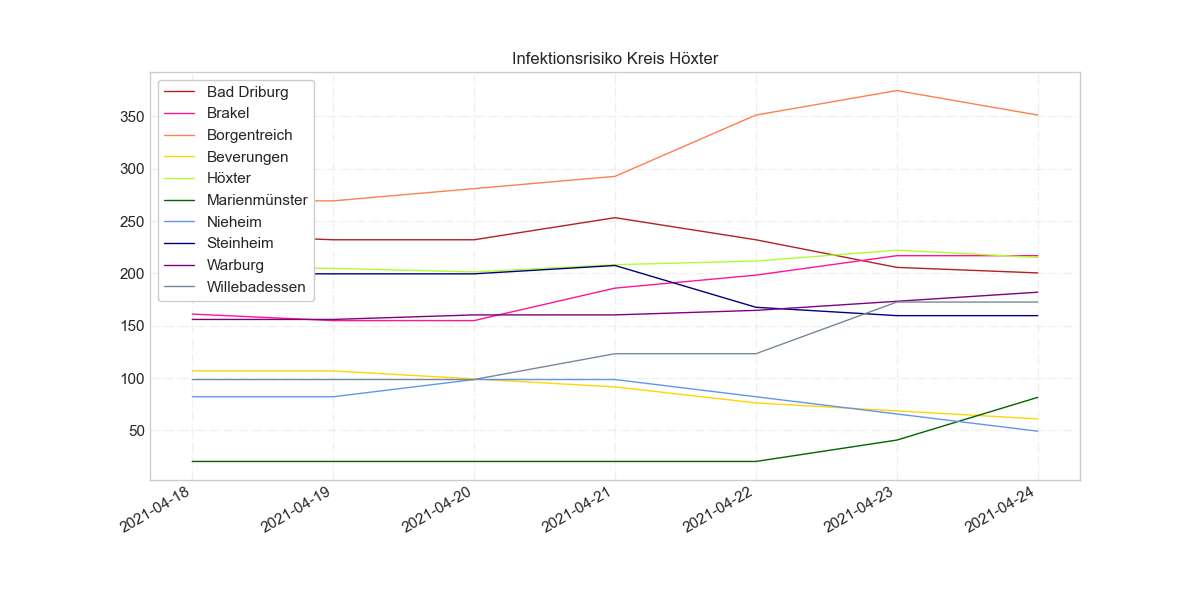 Infektionsrisiko Kreis Höxter
Bad Driburg
Brakel
Borgentreich
Beverungen
Höxter
Marienmünster
Nieheim
Steinheim
Warburg
Willebadessen
350
300
250
200
150
100
50
2021-04-18
2021-04-19
2021-04-20
2021-04-21
2021-04-22
2021-04-23
2021-04-24